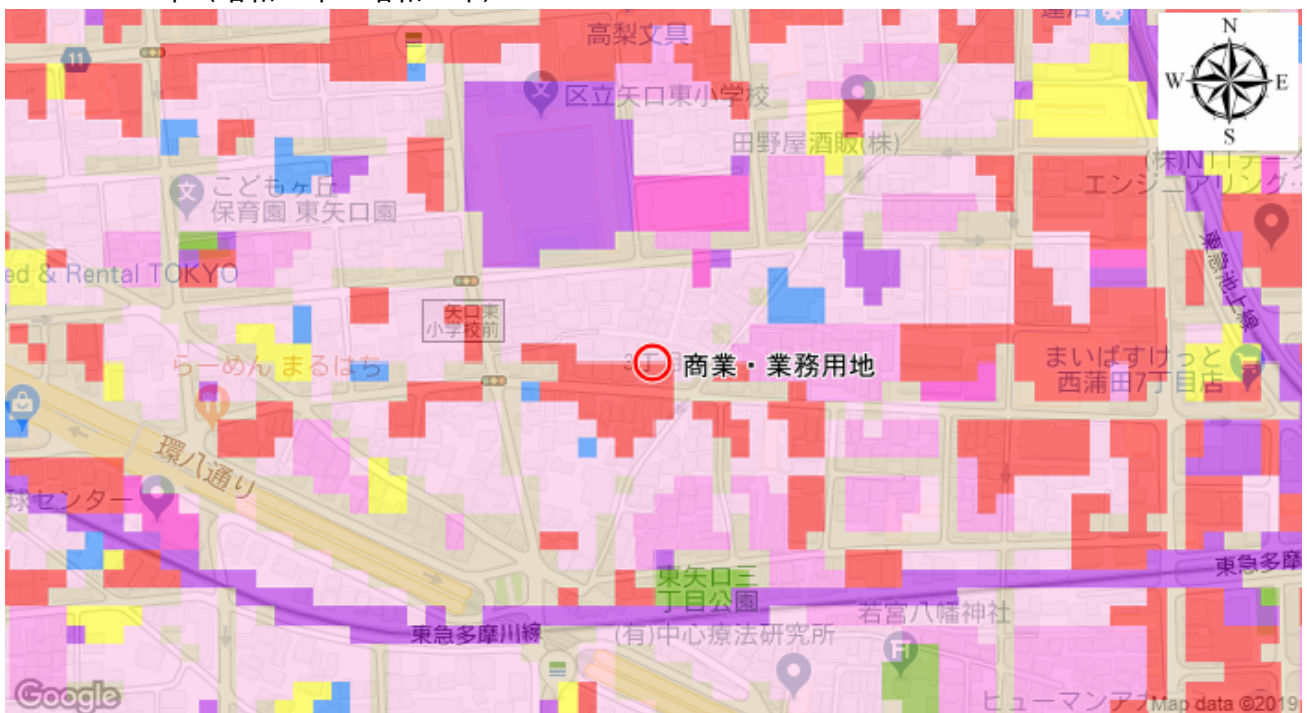 蓮沼
高梨文具
N
W
E
S
11
文
区立矢口東小学校
田野屋酒販(株)
(株)NTTデータ
エンジニアリング…
文
こどもヶ丘
保育園 東矢口園
ed & Rental TOKYO
東急池上線
矢口東
小学校前
3丁目
商業・業務用地
らーめん まるはち
まいばすけっと
西蒲田7丁目店
環八通り
球センター
東急多摩
東矢口三
丁目公園
若宮八幡神社
東急多摩川線
(有)中心療法研究所
ヒューマンアカ
Google
Map data ©2019